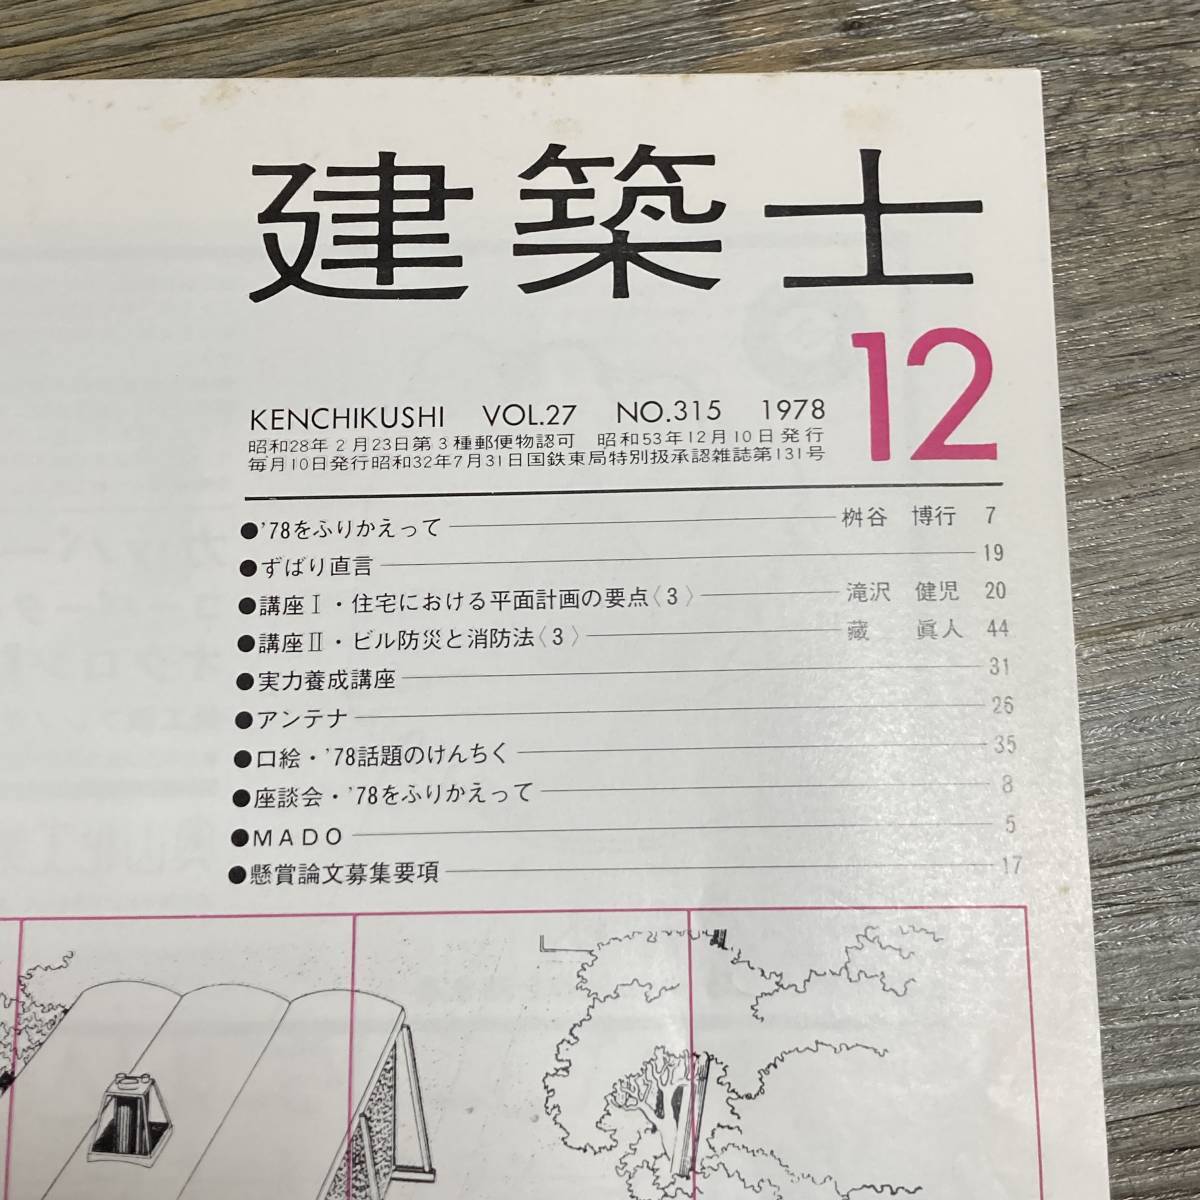 建築士
12
KENCHIKUSHI VOL.27 NO.315 1978
昭和28年2月23日第3種郵便物認可 昭和53年12月10日発行
毎月10日発行昭和32年7月31日国鉄東局特別扱承認雑誌第131号
●'78をふりかえって 桝谷 博行 7
●ずばり直言 19
●講座Ⅰ・住宅における平面計画の要点〈3〉 滝沢 健児 20
●講座Ⅱ・ビル防災と消防法〈3〉 藏 眞人 44
●実力養成講座 31
●アンテナ 26
●口絵・'78話題のけんちく 35
●座談会・'78をふりかえって 8
●MADO 5
●懸賞論文募集要項 17